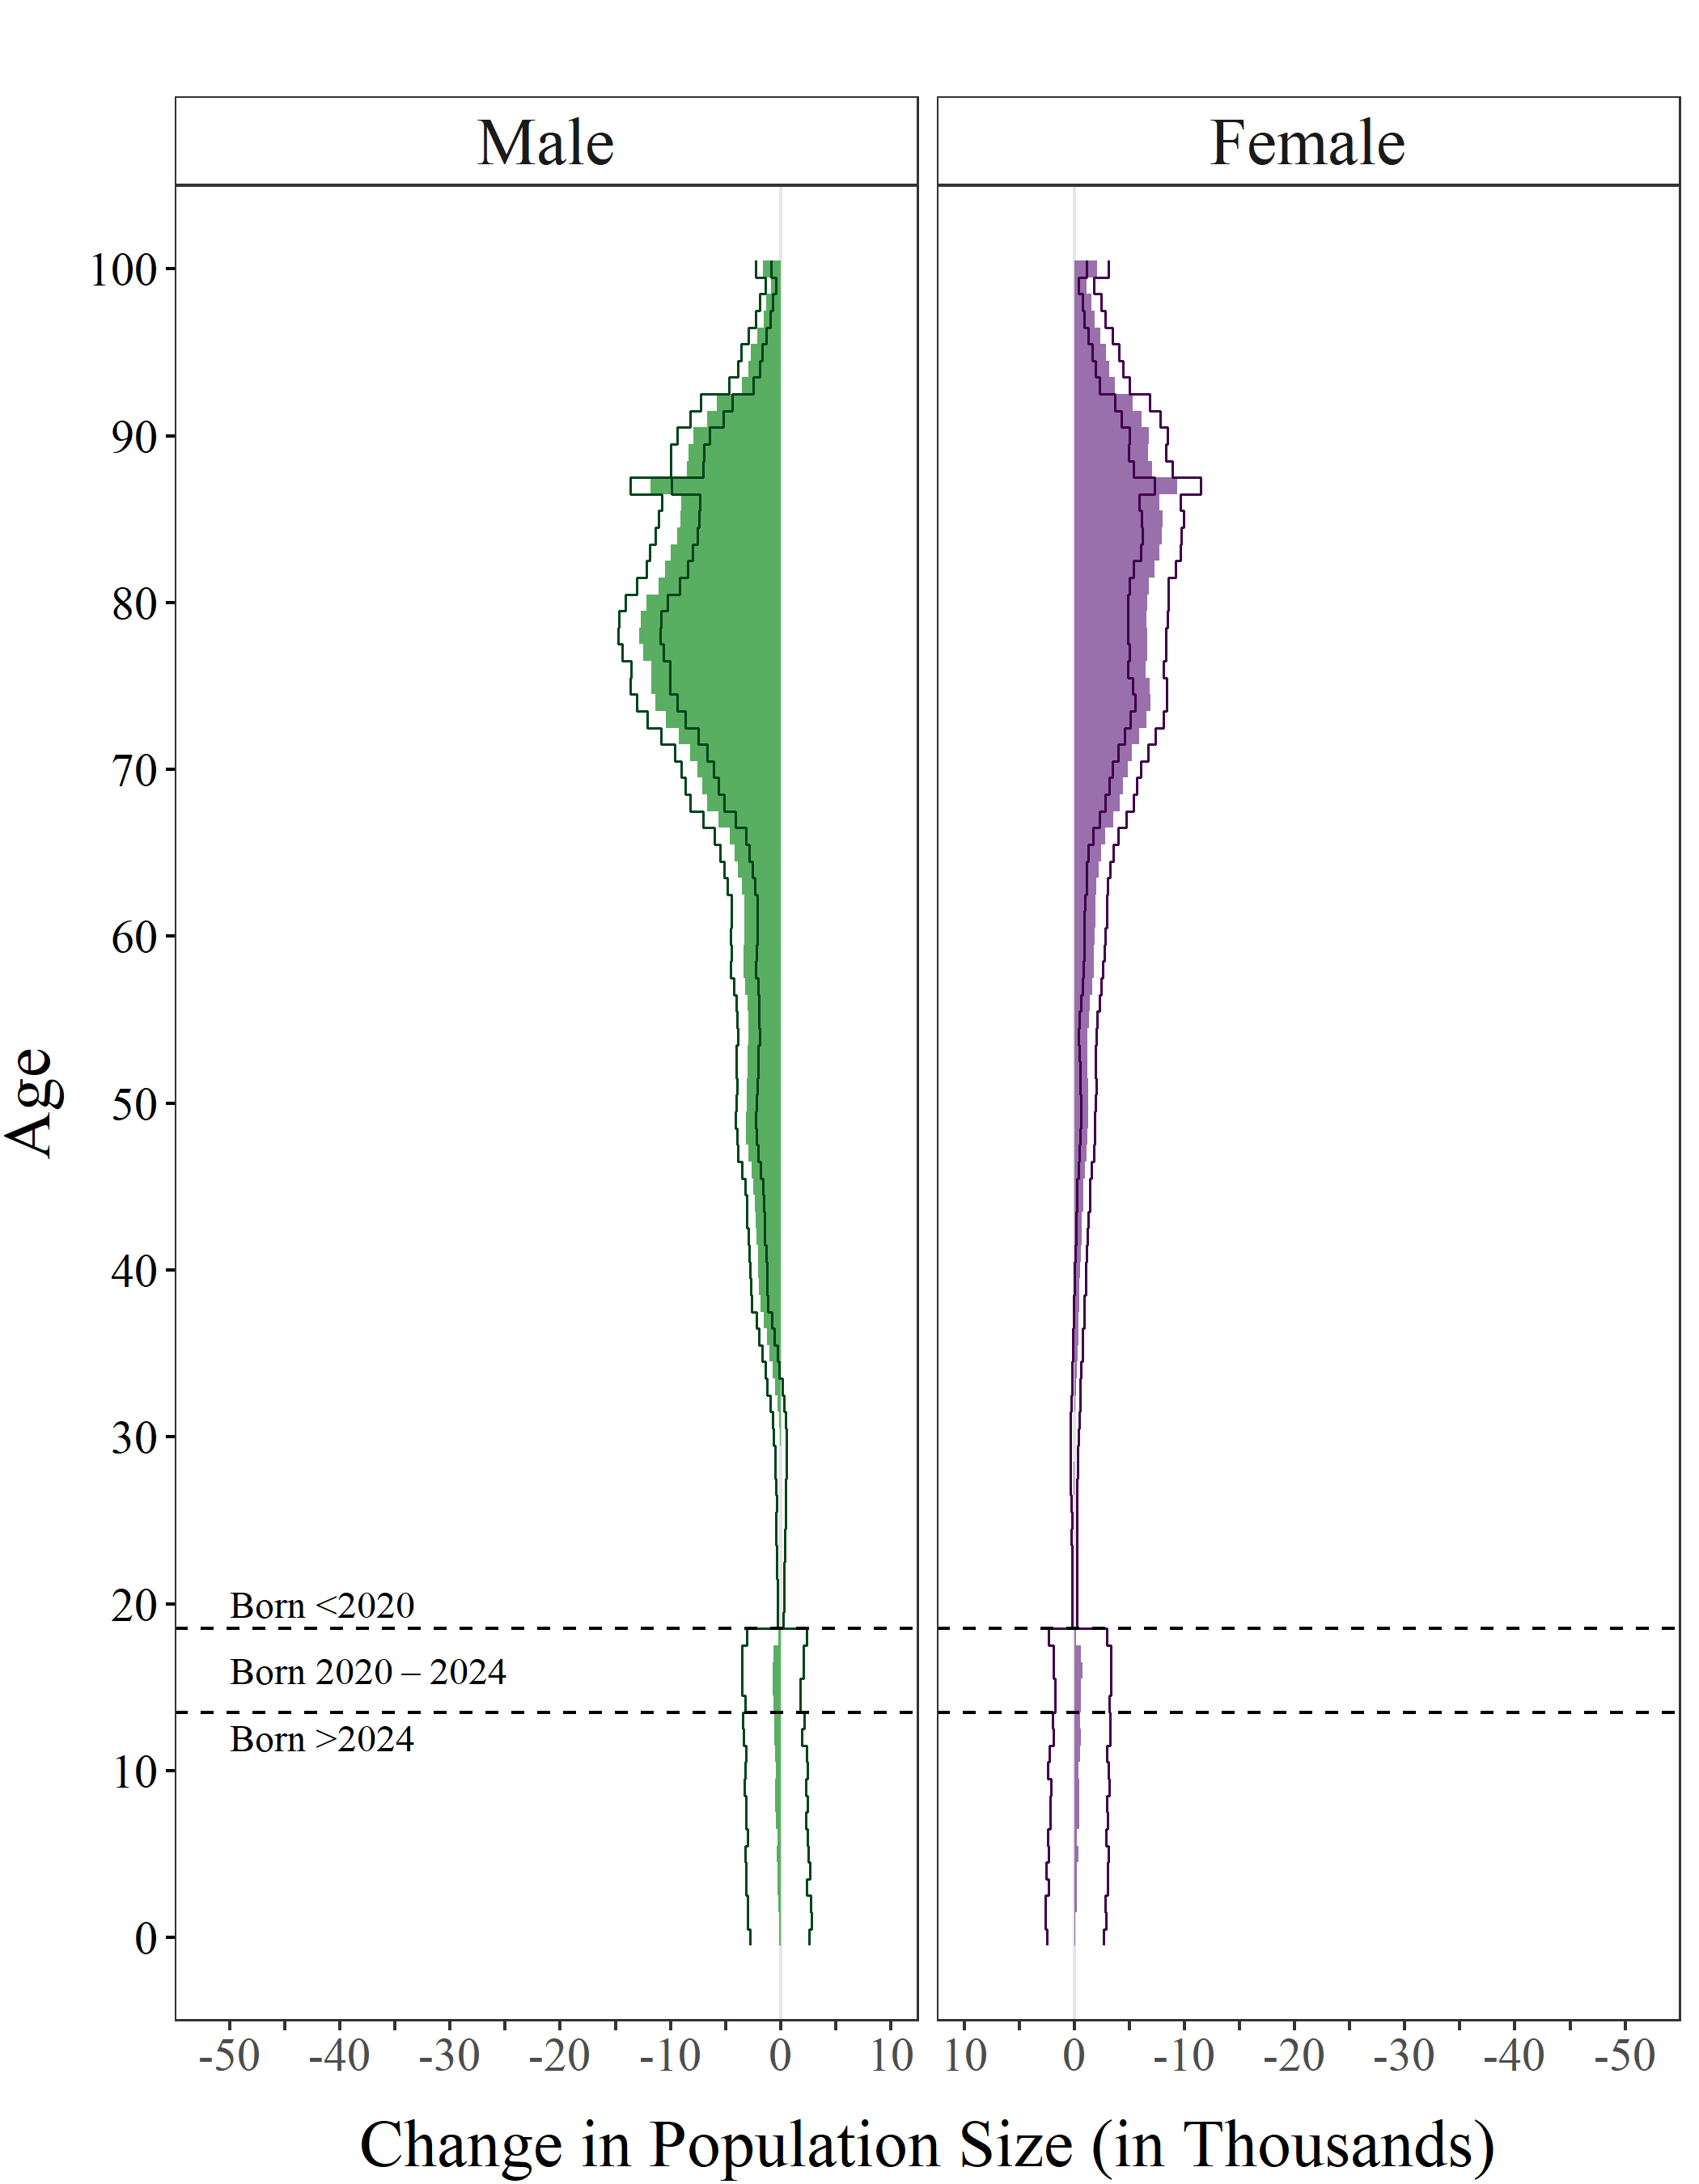 Male
Female
100
90
80
70
60
50
40
30
20
10
0
Age
Born <2020
Born 2020 – 2024
Born >2024
-50 -40 -30 -20 -10 0 10
10 0 -10 -20 -30 -40 -50
Change in Population Size (in Thousands)